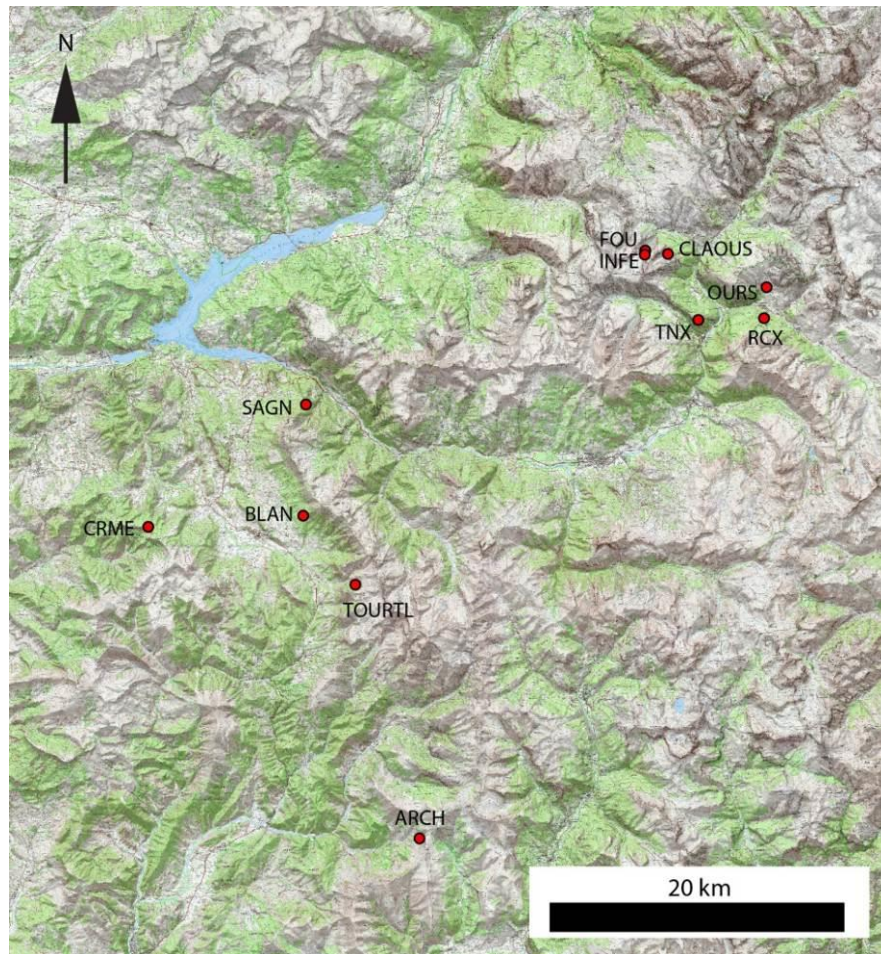 N
FOU
INFE
CLAOUS
OURS
TNX
RCX
SAGN
BLAN
CRME
TOURTL
ARCH
20 km